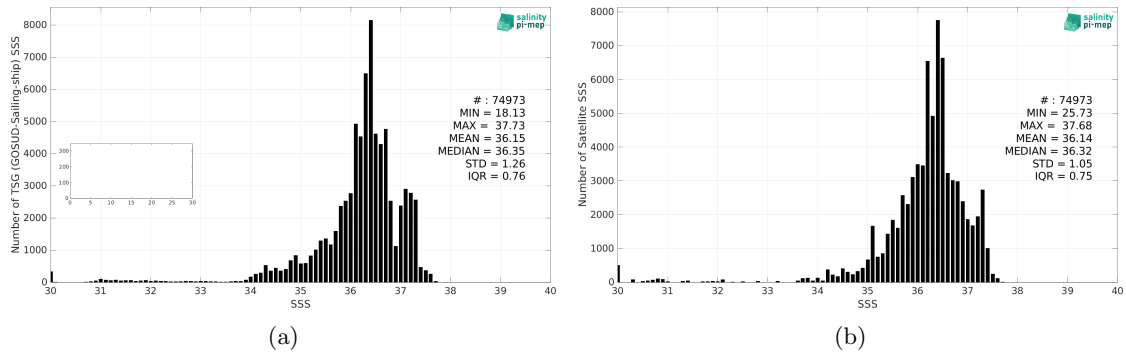 salinity
pi-mep
8000
7000
6000
5000
4000
3000
2000
1000
0
Number of TSG (GOSUD-Sailing-ship) SSS
# : 74973
MIN = 18.13
MAX = 37.73
MEAN = 36.15
MEDIAN = 36.35
STD = 1.26
IQR = 0.76
300
200
100
0
0 5 10 15 20 25 30
30 31 32 33 34 35 36 37 38 39 40
SSS
(a)
salinity
pi-mep
8000
7000
6000
5000
4000
3000
2000
1000
0
Number of Satellite SSS
# : 74973
MIN = 25.73
MAX = 37.68
MEAN = 36.14
MEDIAN = 36.32
STD = 1.05
IQR = 0.75
30 31 32 33 34 35 36 37 38 39 40
SSS
(b)